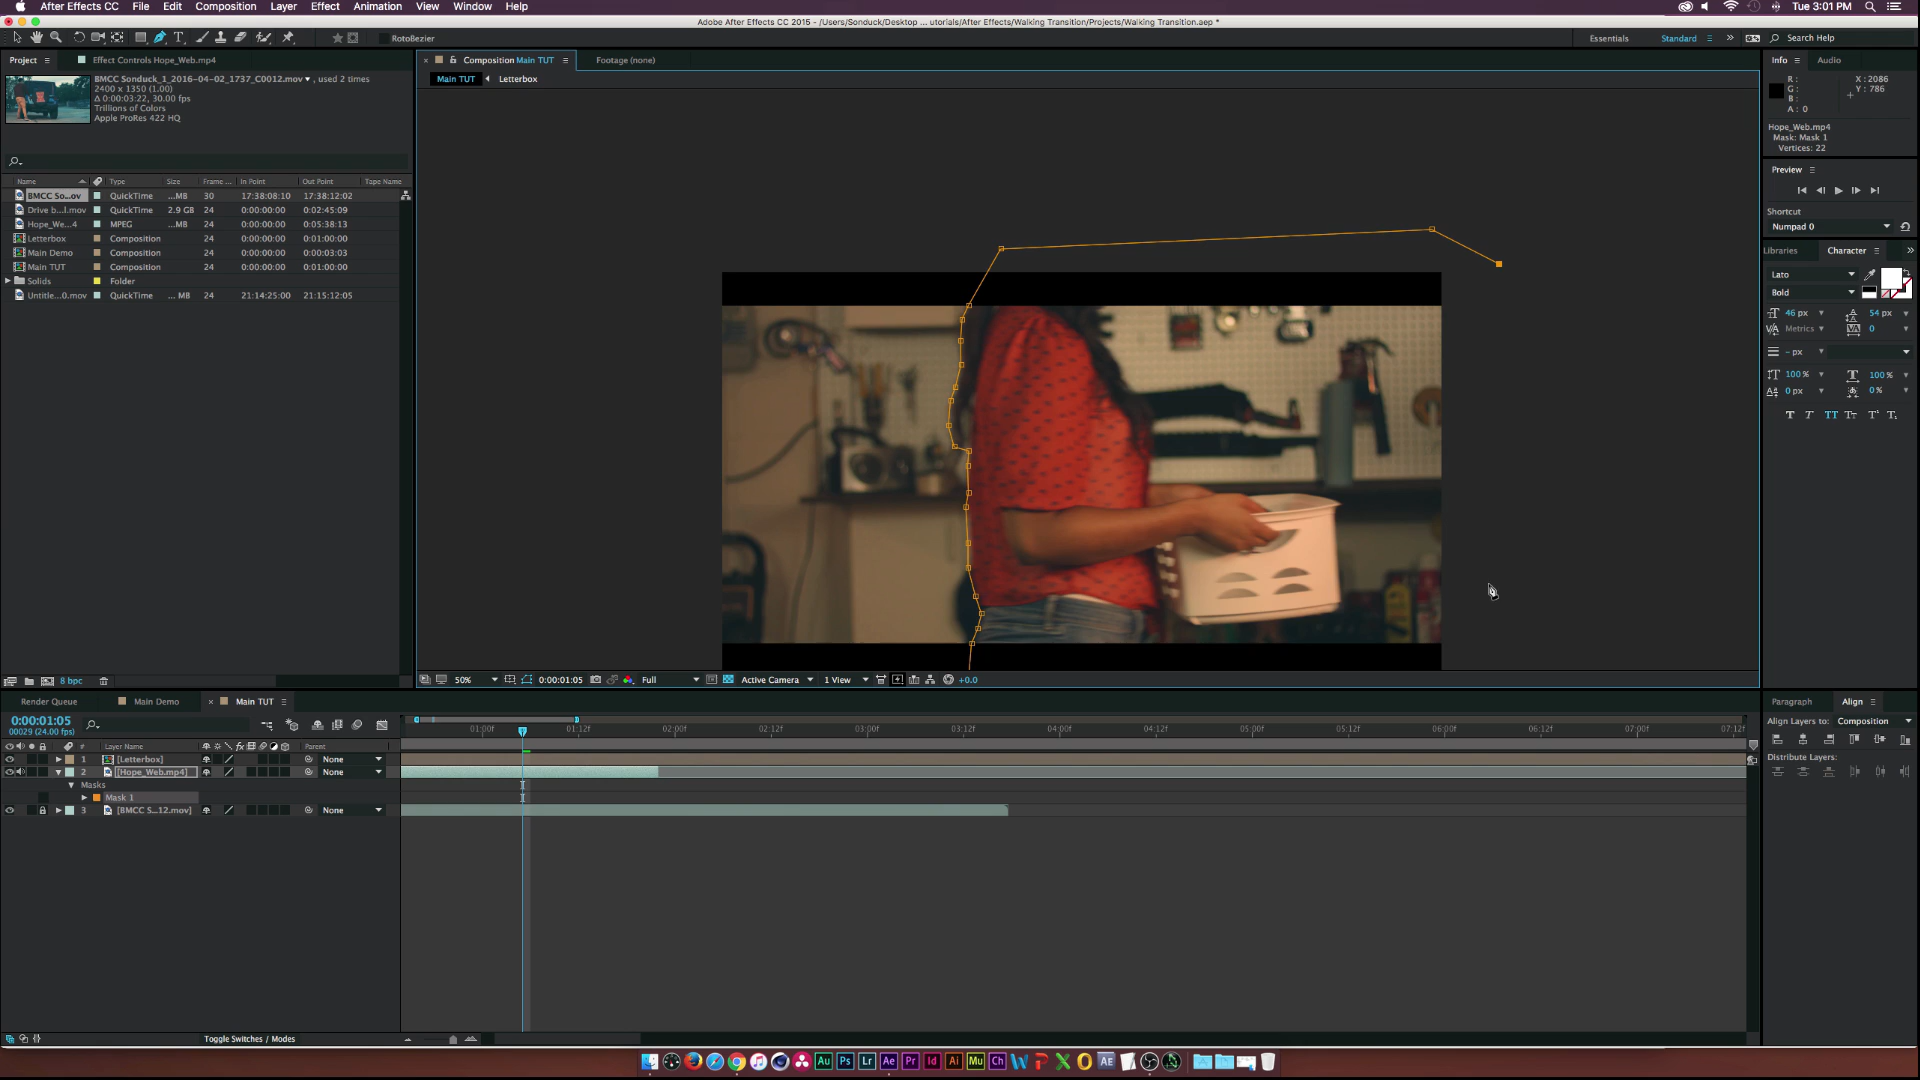 After Effects CC File Edit Composition Layer Effect Animation View Window Help Tue 3:01 PM
Adobe After Effects CC 2015 - /Users/Sonduck/Desktop ... utorials/After Effects/Walking Transition/Projects/Walking Transition.aep *
RotoBezier Essentials Standard Search Help
Project Effect Controls Hope_Web.mp4
BMCC Sonduck_1_2016-04-02_1737_C0012.mov , used 2 times
2400 x 1350 (1.00)
Δ 0:00:03:22, 30.00 fps
Trillions of Colors
Apple ProRes 422 HQ
Name Type Size Frame ... In Point Out Point Tape Name
BMCC So...ov QuickTime ...MB 30 17:38:08:10 17:38:12:02
Drive b...l.mov QuickTime 2.9 GB 24 0:00:00:00 0:02:45:09
Hope_We...4 MPEG ...MB 24 0:00:00:00 0:05:38:13
Letterbox Composition 24 0:00:00:00 0:01:00:00
Main Demo Composition 24 0:00:00:00 0:00:03:03
Main TUT Composition 24 0:00:00:00 0:01:00:00
Solids Folder
Untitle...0.mov QuickTime ... MB 24 21:14:25:00 21:15:12:05
8 bpc
Composition Main TUT Footage (none)
Main TUT Letterbox
50% 0:00:01:05 Full Active Camera 1 View +0.0
Info Audio
R : X : 2086
G : Y : 786
B :
A : 0
Hope_Web.mp4
Mask: Mask 1
Vertices: 22
Preview
Shortcut
Numpad 0
Libraries Character
Lato
Bold
46 px 54 px
Metrics 0
- px
100 % 100 %
0 px 0 %
Render Queue Main Demo Main TUT
0:00:01:05
00029 (24.00 fps)
# Layer Name Parent
1 [Letterbox] None
2 [Hope_Web.mp4] None
Masks
Mask 1
3 [BMCC S...12.mov] None
01:00f 01:12f 02:00f 02:12f 03:00f 03:12f 04:00f 04:12f 05:00f 05:12f 06:00f 06:12f 07:00f 07:12f
Toggle Switches / Modes
Paragraph Align
Align Layers to: Composition
Distribute Layers:
Au Ps Lr Ae Pr Id Ai Mu Ch AE